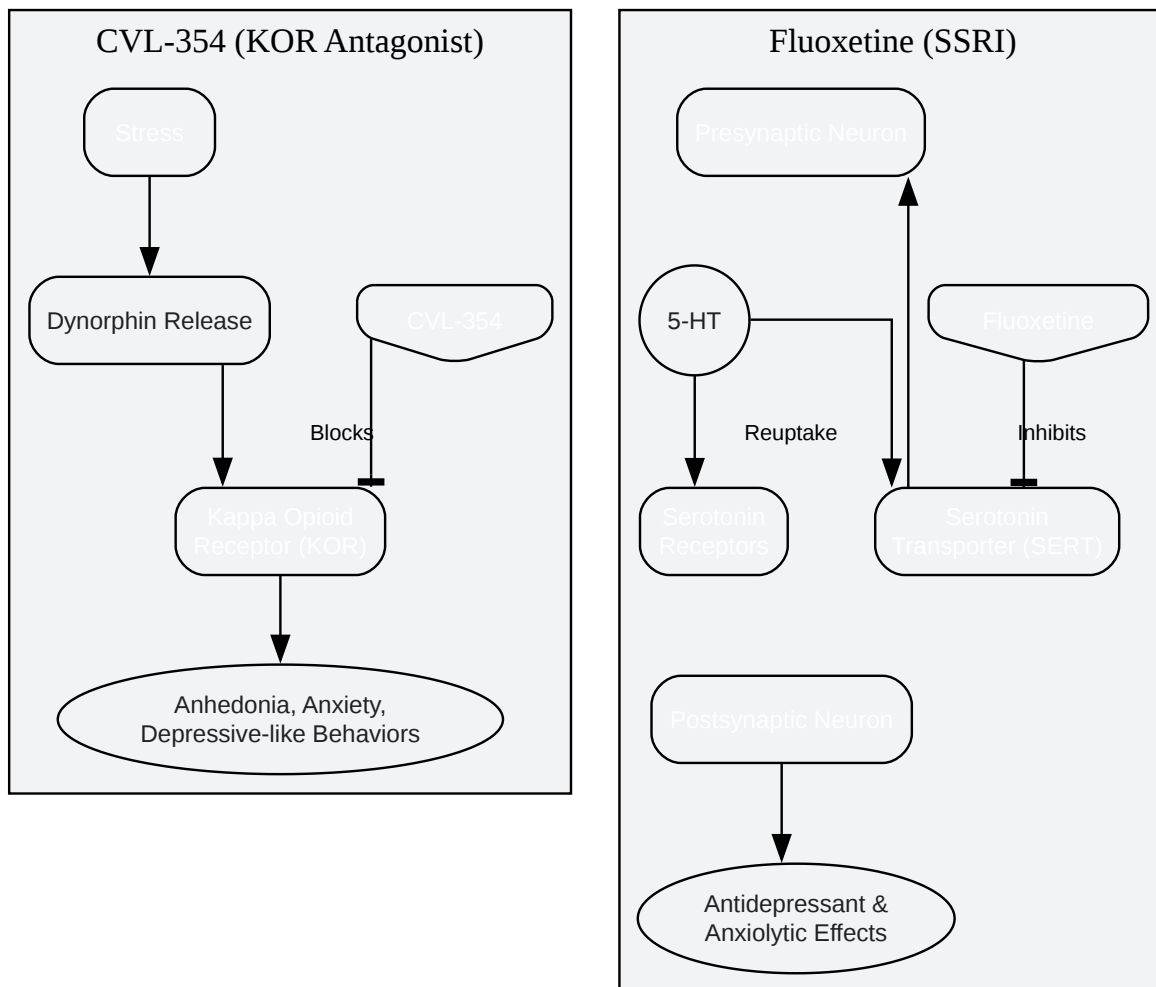 CVL-354 (KOR Antagonist)
Stress
Dynorphin Release
CVL-354
Blocks
Kappa Opioid
Receptor (KOR)
Anhedonia, Anxiety,
Depressive-like Behaviors
Fluoxetine (SSRI)
Presynaptic Neuron
5-HT
Fluoxetine
Reuptake
Inhibits
Serotonin
Receptors
Serotonin
Transporter (SERT)
Postsynaptic Neuron
Antidepressant &
Anxiolytic Effects